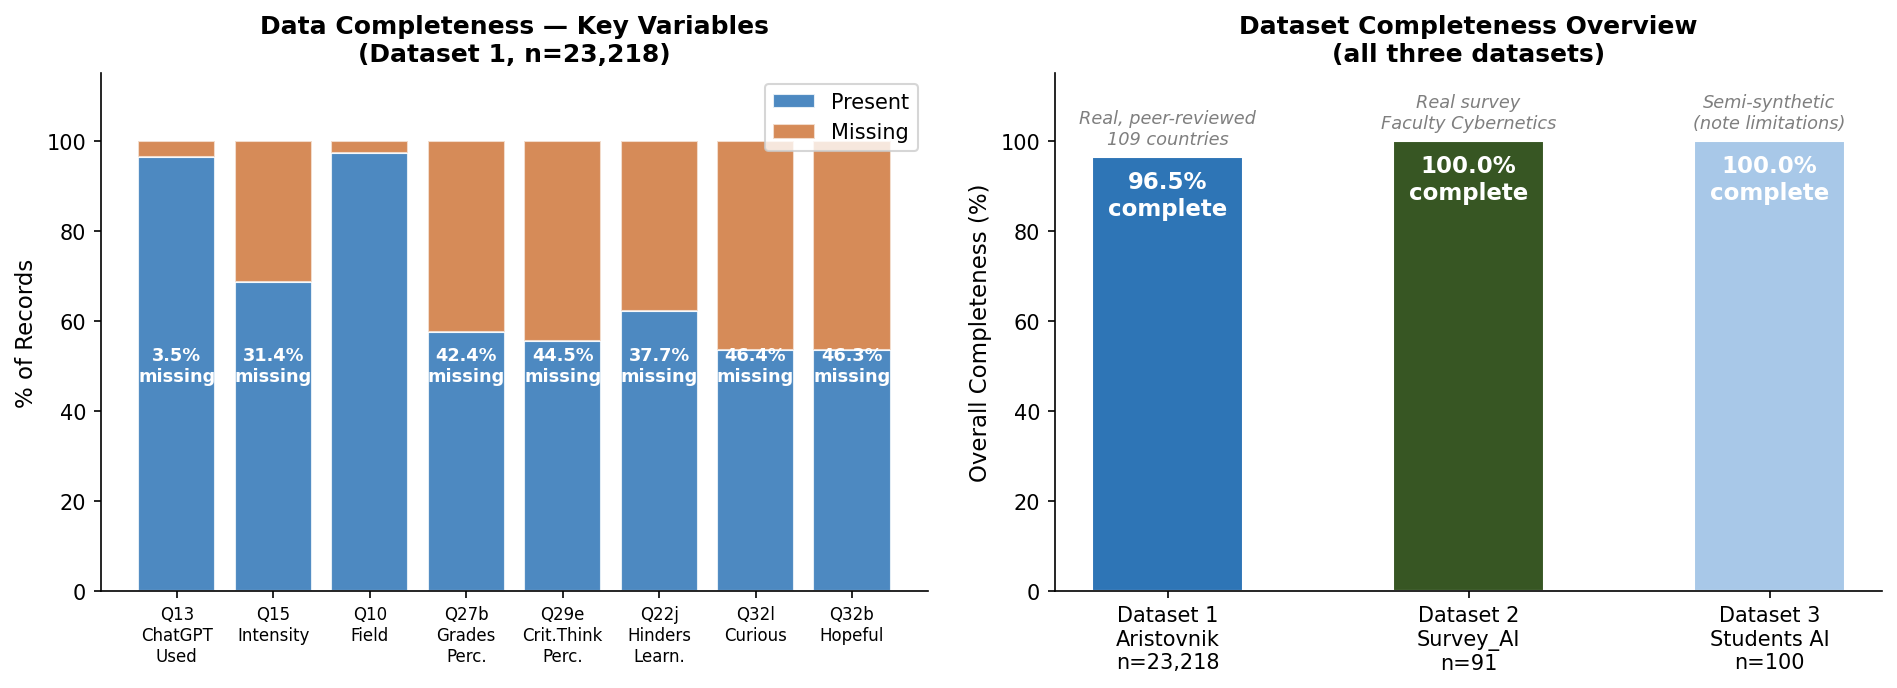 Data Completeness — Key Variables
(Dataset 1, n=23,218)
Present
Missing
% of Records
100
80
60
40
20
0
3.5%
missing
31.4%
missing
42.4%
missing
44.5%
missing
37.7%
missing
46.4%
missing
46.3%
missing
Q13
ChatGPT
Used
Q15
Intensity
Q10
Field
Q27b
Grades
Perc.
Q29e
Crit.Think
Perc.
Q22j
Hinders
Learn.
Q32l
Curious
Q32b
Hopeful
Dataset Completeness Overview
(all three datasets)
Overall Completeness (%)
100
80
60
40
20
0
Real, peer-reviewed
109 countries
96.5%
complete
Real survey
Faculty Cybernetics
100.0%
complete
Semi-synthetic
(note limitations)
100.0%
complete
Dataset 1
Aristovnik
n=23,218
Dataset 2
Survey_AI
n=91
Dataset 3
Students AI
n=100